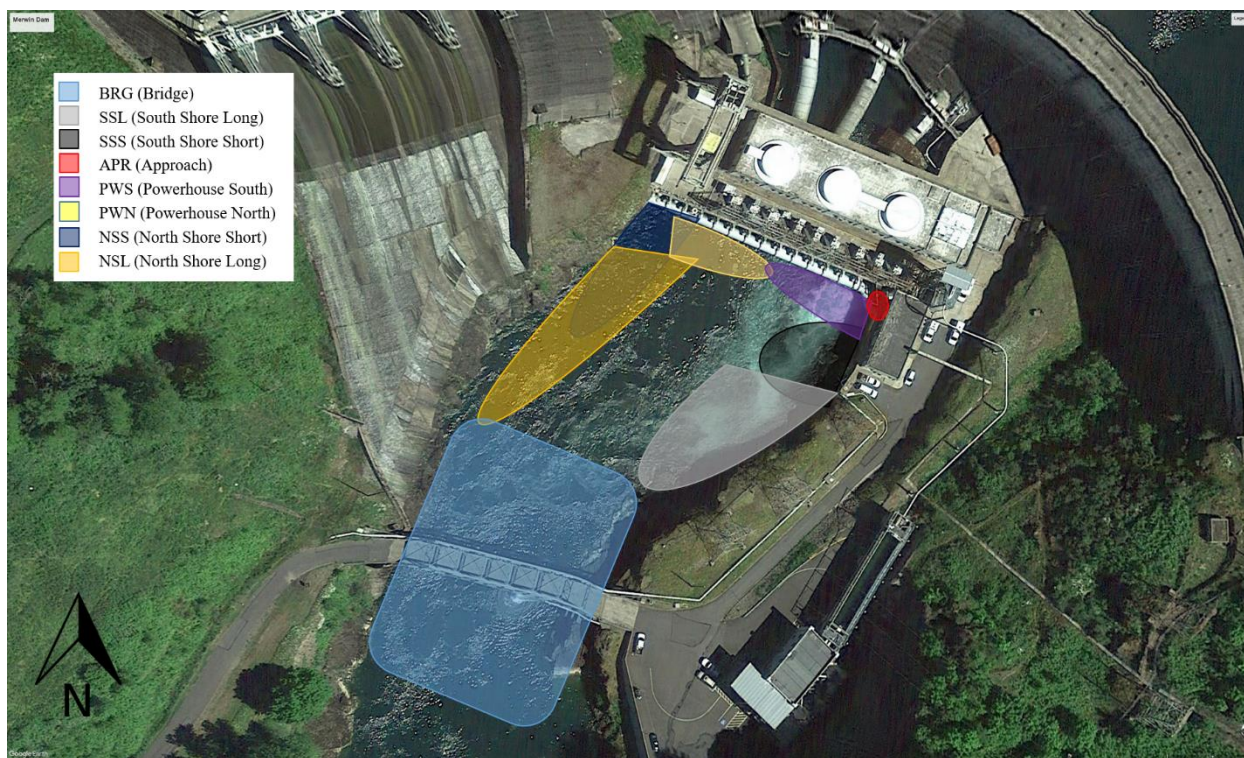 Merwin Dam
BRG (Bridge)
SSL (South Shore Long)
SSS (South Shore Short)
APR (Approach)
PWS (Powerhouse South)
PWN (Powerhouse North)
NSS (North Shore Short)
NSL (North Shore Long)
N
Google Earth